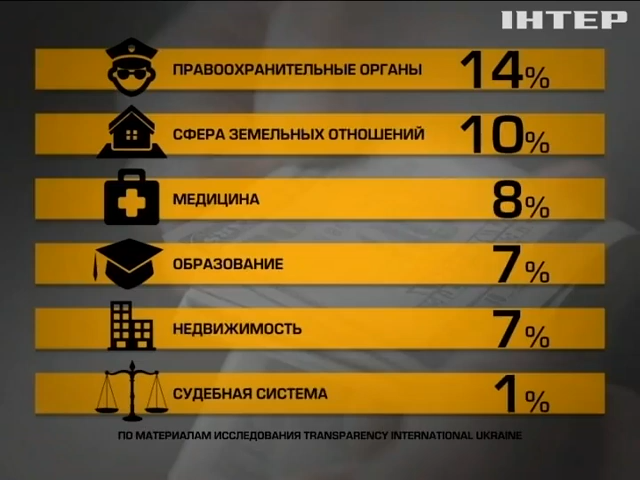 ІНТЕР
ПРАВООХРАНИТЕЛЬНЫЕ ОРГАНЫ 14%
СФЕРА ЗЕМЕЛЬНЫХ ОТНОШЕНИЙ 10%
МЕДИЦИНА 8%
ОБРАЗОВАНИЕ 7%
НЕДВИЖИМОСТЬ 7%
СУДЕБНАЯ СИСТЕМА 1%
ПО МАТЕРИАЛАМ ИССЛЕДОВАНИЯ TRANSPARENCY INTERNATIONAL UKRAINE